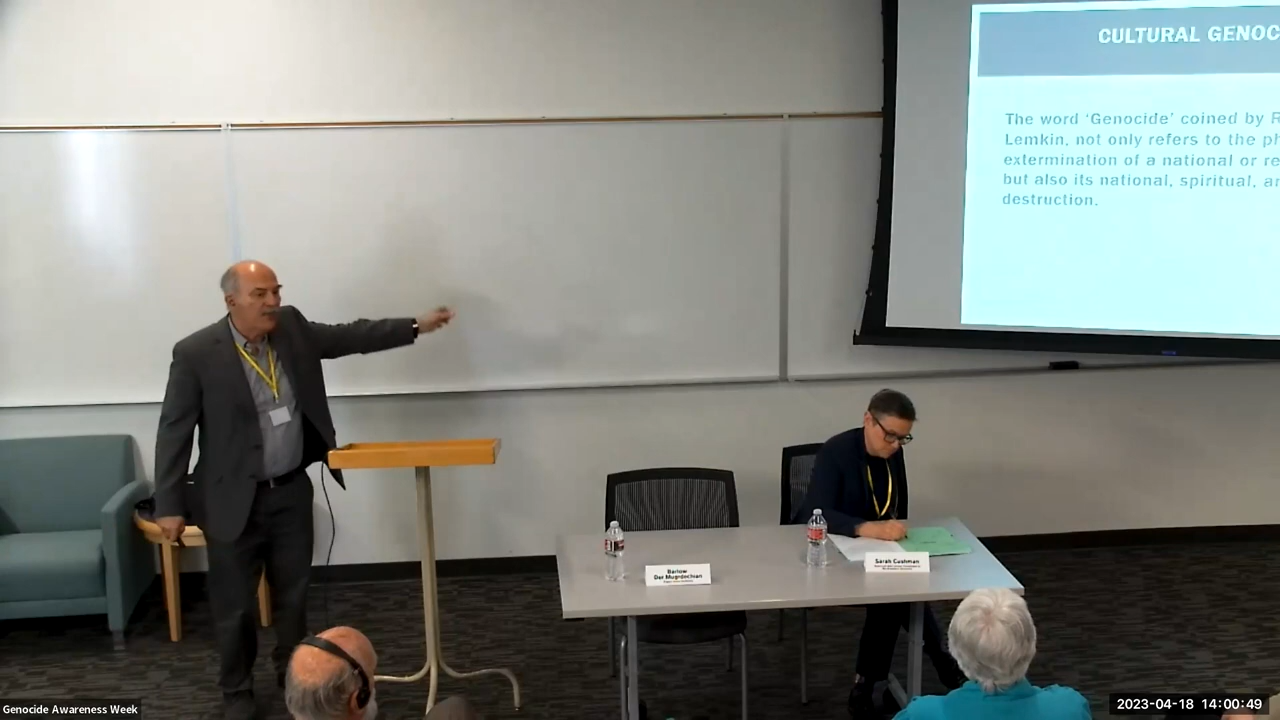 CULTURAL GENOC
The word ‘Genocide’ coined by R
Lemkin, not only refers to the ph
extermination of a national or re
but also its national, spiritual, a
destruction.
Barlow
Der Mugrdechian
Sarah Cushman
Genocide Awareness Week
2023-04-18 14:00:49